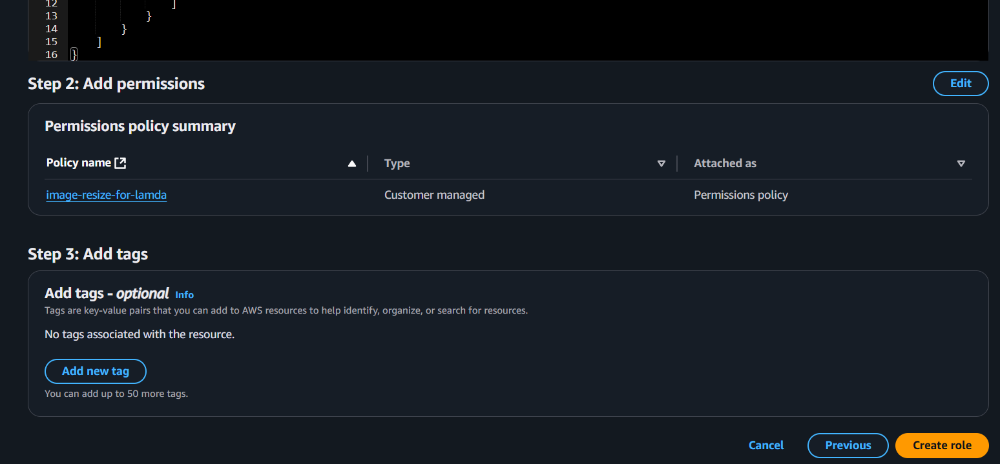 12 ]
13 }
14 }
15 ]
16 }
Step 2: Add permissions
Edit
Permissions policy summary
Policy name Type Attached as
image-resize-for-lamda Customer managed Permissions policy
Step 3: Add tags
Add tags - optional Info
Tags are key-value pairs that you can add to AWS resources to help identify, organize, or search for resources.
No tags associated with the resource.
Add new tag
You can add up to 50 more tags.
Cancel Previous Create role